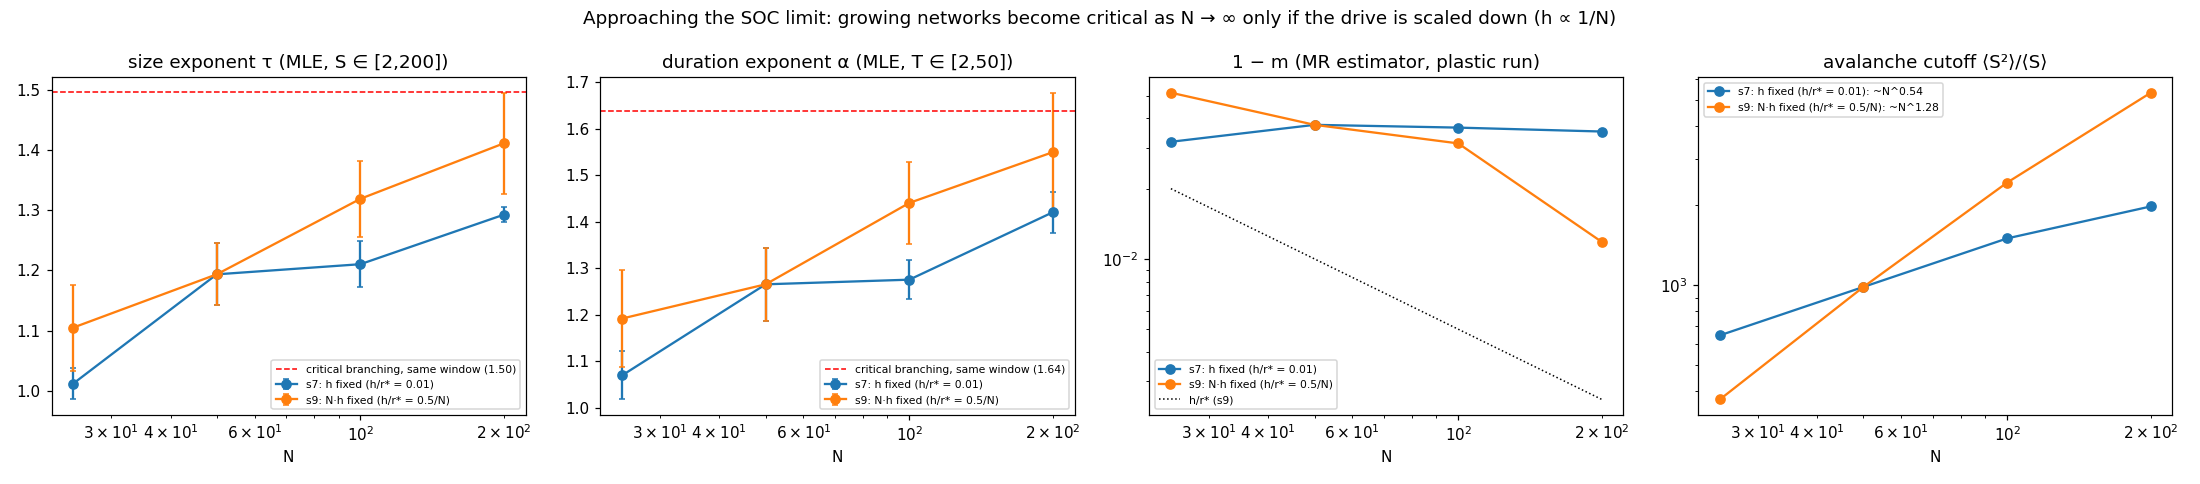 Approaching the SOC limit: growing networks become critical as N → ∞ only if the drive is scaled down (h ∝ 1/N)
size exponent τ (MLE, S ∈ [2,200])
1.5
1.4
1.3
1.2
1.1
1.0
critical branching, same window (1.50)
s7: h fixed (h/r* = 0.01)
s9: N·h fixed (h/r* = 0.5/N)
3 × 10¹
4 × 10¹
6 × 10¹
10²
2 × 10²
N
duration exponent α (MLE, T ∈ [2,50])
1.7
1.6
1.5
1.4
1.3
1.2
1.1
1.0
critical branching, same window (1.64)
s7: h fixed (h/r* = 0.01)
s9: N·h fixed (h/r* = 0.5/N)
3 × 10¹
4 × 10¹
6 × 10¹
10²
2 × 10²
N
1 − m (MR estimator, plastic run)
10⁻²
s7: h fixed (h/r* = 0.01)
s9: N·h fixed (h/r* = 0.5/N)
h/r* (s9)
3 × 10¹
4 × 10¹
6 × 10¹
10²
2 × 10²
N
avalanche cutoff ⟨S²⟩/⟨S⟩
s7: h fixed (h/r* = 0.01): ~N^0.54
s9: N·h fixed (h/r* = 0.5/N): ~N^1.28
10³
3 × 10¹
4 × 10¹
6 × 10¹
10²
2 × 10²
N